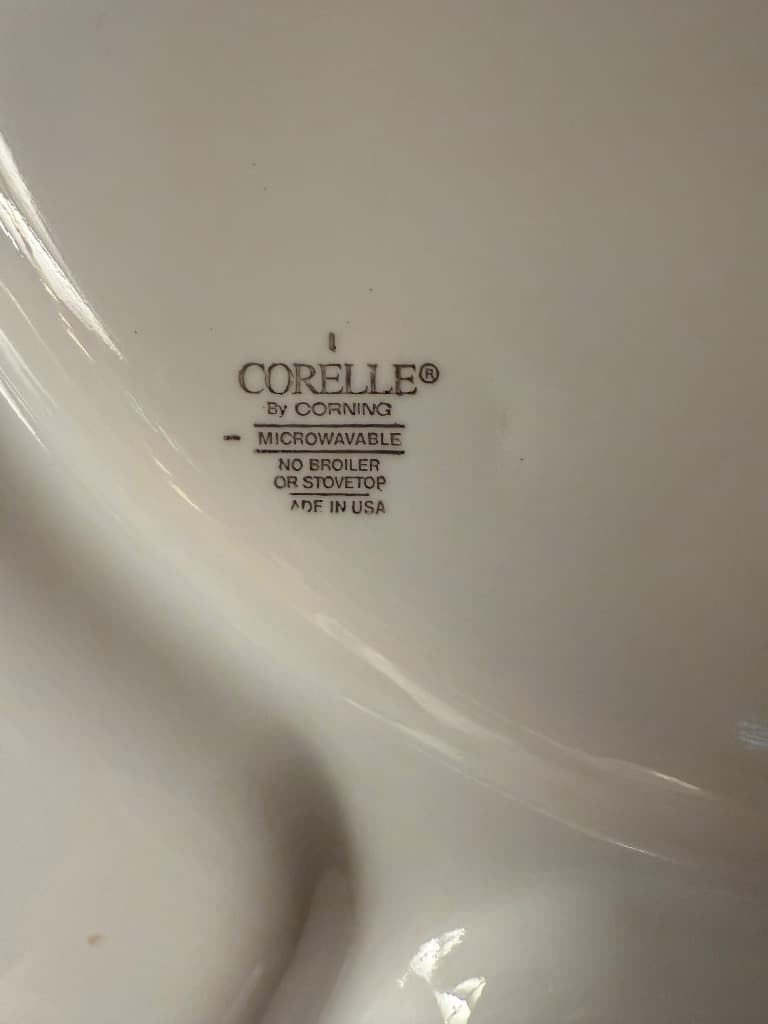 CORELLE®
By CORNING
MICROWAVABLE
NO BROILER
OR STOVETOP
ADE IN USA